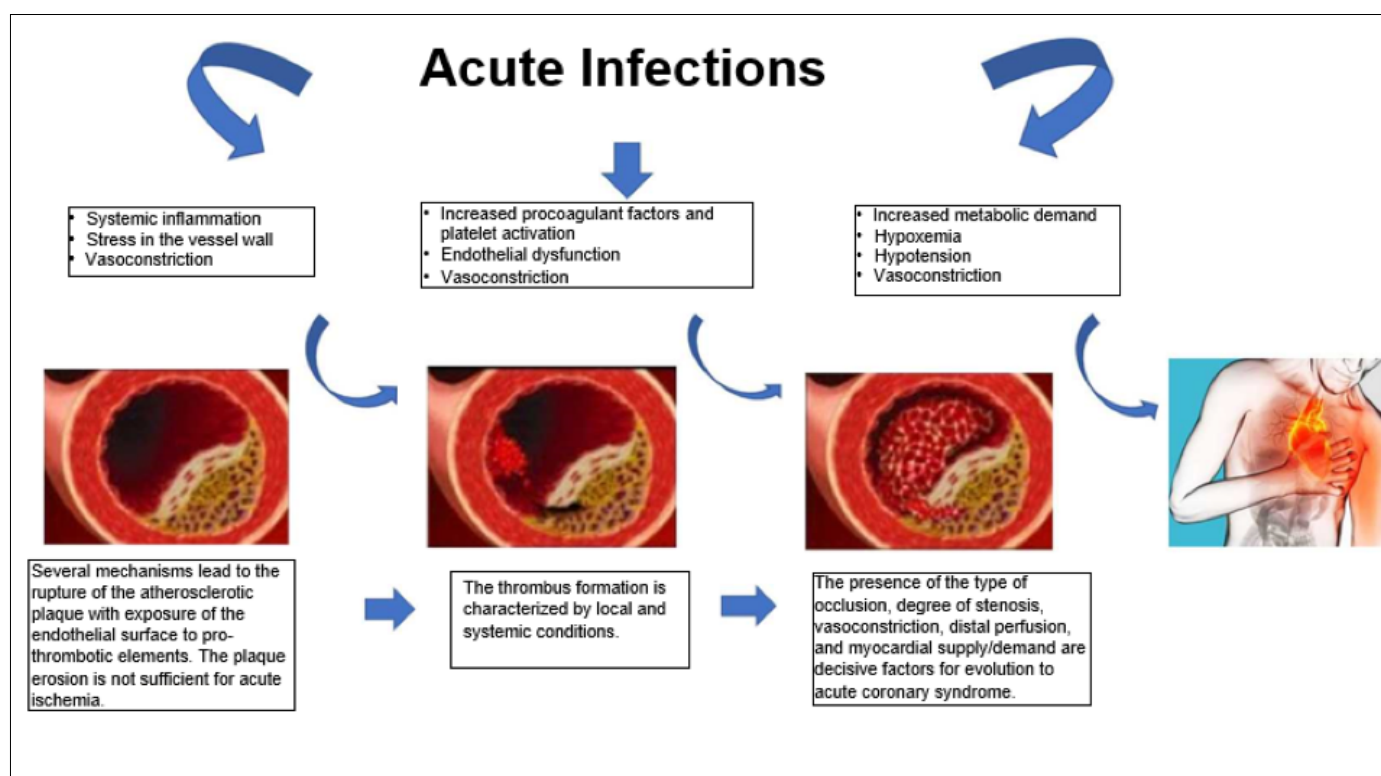 Acute Infections
• Systemic inflammation
• Stress in the vessel wall
• Vasoconstriction
• Increased procoagulant factors and
platelet activation
• Endothelial dysfunction
• Vasoconstriction
• Increased metabolic demand
• Hypoxemia
• Hypotension
• Vasoconstriction
Several mechanisms lead to the
rupture of the atherosclerotic
plaque with exposure of the
endothelial surface to pro-
thrombotic elements. The plaque
erosion is not sufficient for acute
ischemia.
The thrombus formation is
characterized by local and
systemic conditions.
The presence of the type of
occlusion, degree of stenosis,
vasoconstriction, distal perfusion,
and myocardial supply/demand are
decisive factors for evolution to
acute coronary syndrome.